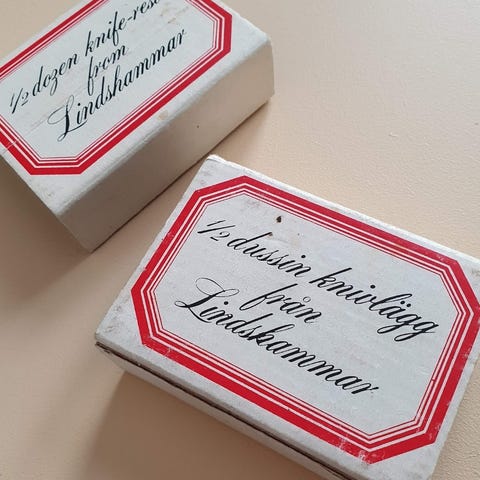 1/2 dozen knife-res
from
Lindshammar
1/2 dussin knivlägg
från
Lindshammar